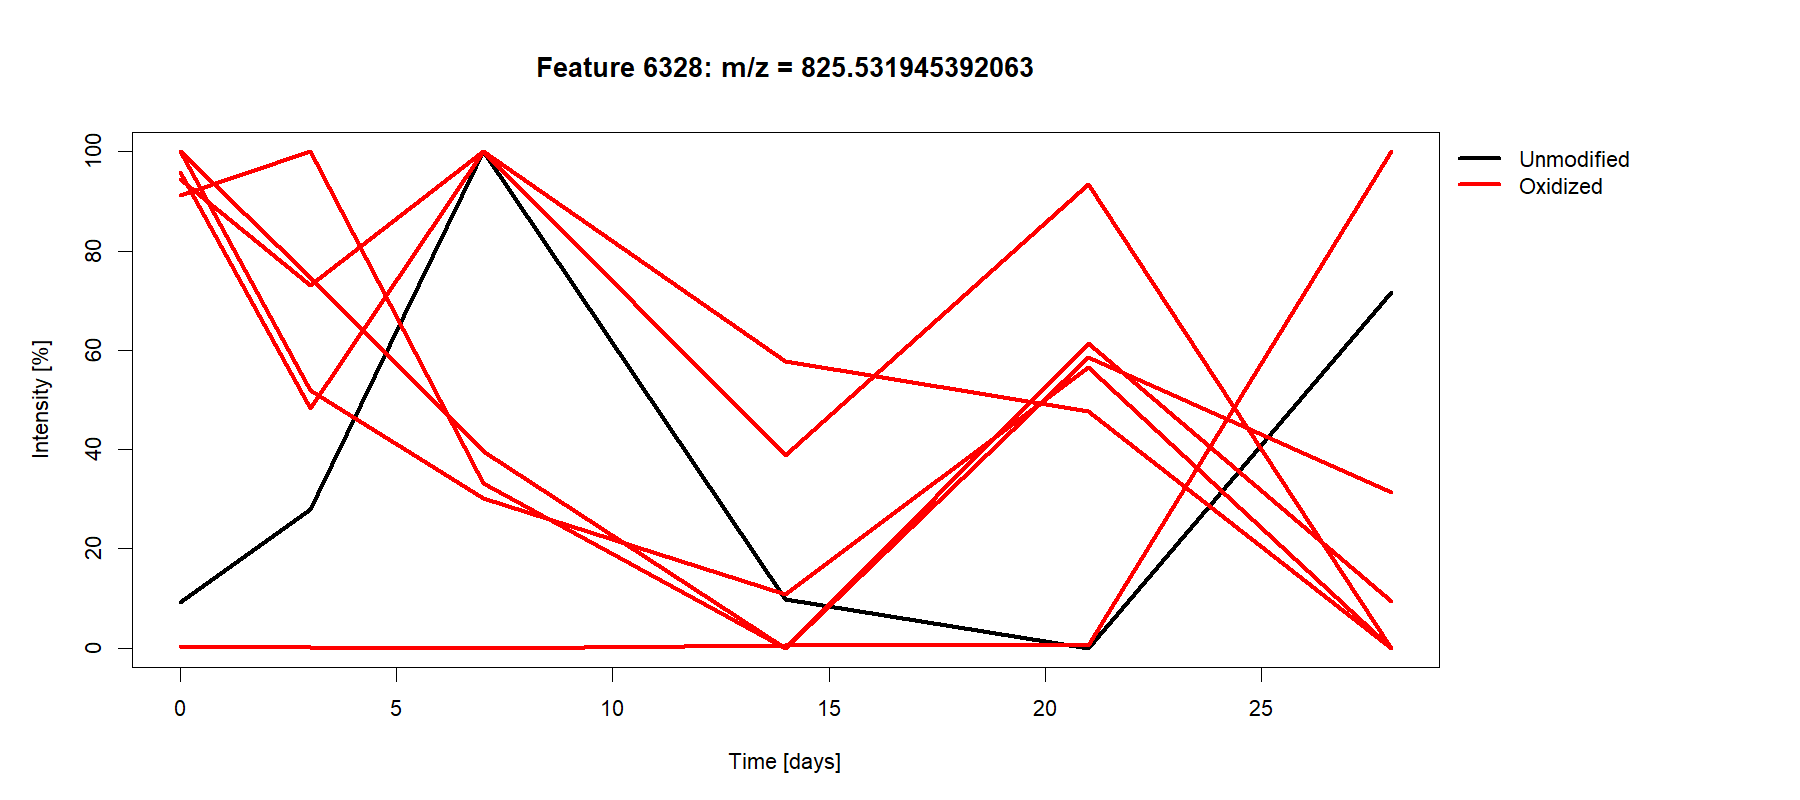 Feature 6328: m/z = 825.531945392063
Unmodified
Oxidized
Intensity [%]
100
80
60
40
20
0
0 5 10 15 20 25
Time [days]